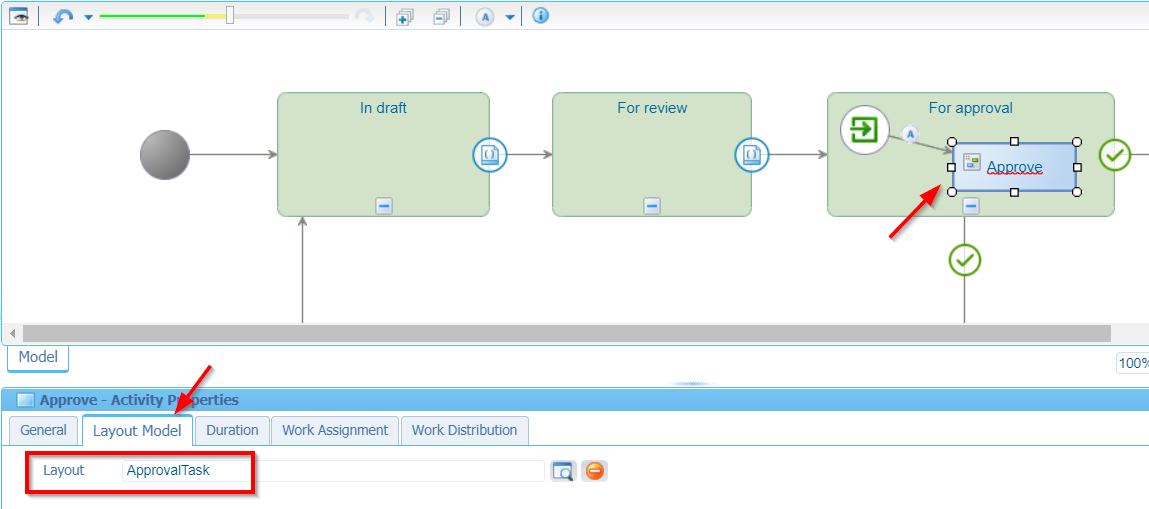 A
In draft
For review
For approval
A
Approve
Model
100%
Approve - Activity Properties
General
Layout Model
Duration
Work Assignment
Work Distribution
Layout
ApprovalTask